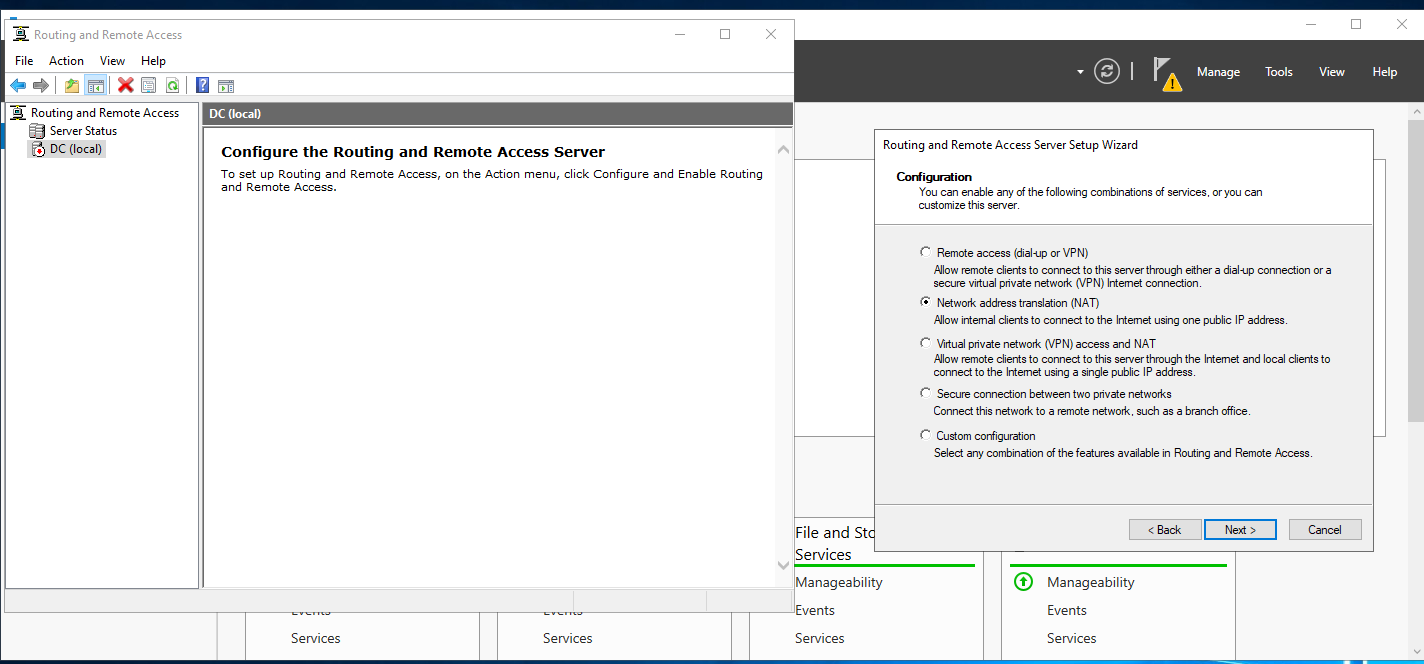 Routing and Remote Access
File Action View Help
Routing and Remote Access
Server Status
DC (local)
DC (local)
Configure the Routing and Remote Access Server
To set up Routing and Remote Access, on the Action menu, click Configure and Enable Routing
and Remote Access.
Manage Tools View Help
Routing and Remote Access Server Setup Wizard
Configuration
You can enable any of the following combinations of services, or you can
customize this server.
Remote access (dial-up or VPN)
Allow remote clients to connect to this server through either a dial-up connection or a
secure virtual private network (VPN) Internet connection.
Network address translation (NAT)
Allow internal clients to connect to the Internet using one public IP address.
Virtual private network (VPN) access and NAT
Allow remote clients to connect to this server through the Internet and local clients to
connect to the Internet using a single public IP address.
Secure connection between two private networks
Connect this network to a remote network, such as a branch office.
Custom configuration
Select any combination of the features available in Routing and Remote Access.
< Back Next > Cancel
File and Sto
Services
Manageability
Events
Services
Manageability
Events
Services
Events
Services
Events
Services